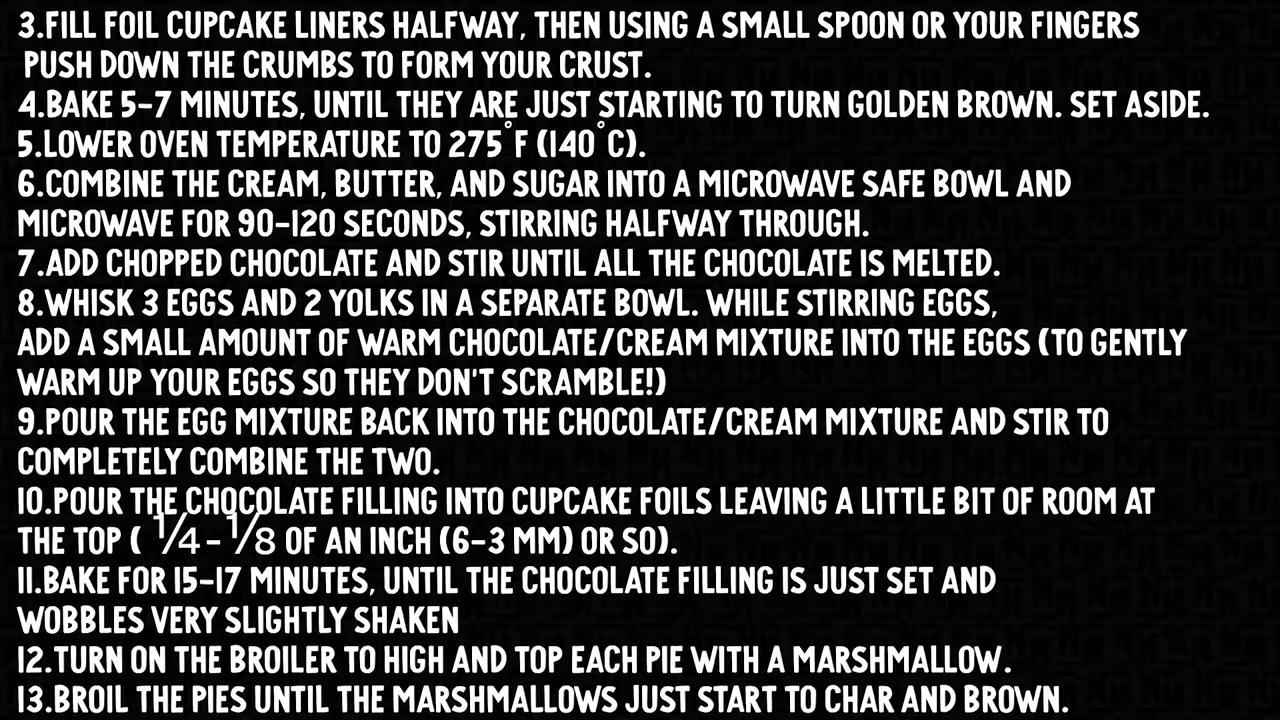 3.FILL FOIL CUPCAKE LINERS HALFWAY, THEN USING A SMALL SPOON OR YOUR FINGERS
PUSH DOWN THE CRUMBS TO FORM YOUR CRUST.
4.BAKE 5-7 MINUTES, UNTIL THEY ARE JUST STARTING TO TURN GOLDEN BROWN. SET ASIDE.
5.LOWER OVEN TEMPERATURE TO 275°F (140°C).
6.COMBINE THE CREAM, BUTTER, AND SUGAR INTO A MICROWAVE SAFE BOWL AND
MICROWAVE FOR 90-120 SECONDS, STIRRING HALFWAY THROUGH.
7.ADD CHOPPED CHOCOLATE AND STIR UNTIL ALL THE CHOCOLATE IS MELTED.
8.WHISK 3 EGGS AND 2 YOLKS IN A SEPARATE BOWL. WHILE STIRRING EGGS,
ADD A SMALL AMOUNT OF WARM CHOCOLATE/CREAM MIXTURE INTO THE EGGS (TO GENTLY
WARM UP YOUR EGGS SO THEY DON'T SCRAMBLE!)
9.POUR THE EGG MIXTURE BACK INTO THE CHOCOLATE/CREAM MIXTURE AND STIR TO
COMPLETELY COMBINE THE TWO.
10.POUR THE CHOCOLATE FILLING INTO CUPCAKE FOILS LEAVING A LITTLE BIT OF ROOM AT
THE TOP ( ¼-⅛ OF AN INCH (6-3 MM) OR SO).
11.BAKE FOR 15-17 MINUTES, UNTIL THE CHOCOLATE FILLING IS JUST SET AND
WOBBLES VERY SLIGHTLY SHAKEN
12.TURN ON THE BROILER TO HIGH AND TOP EACH PIE WITH A MARSHMALLOW.
13.BROIL THE PIES UNTIL THE MARSHMALLOWS JUST START TO CHAR AND BROWN.